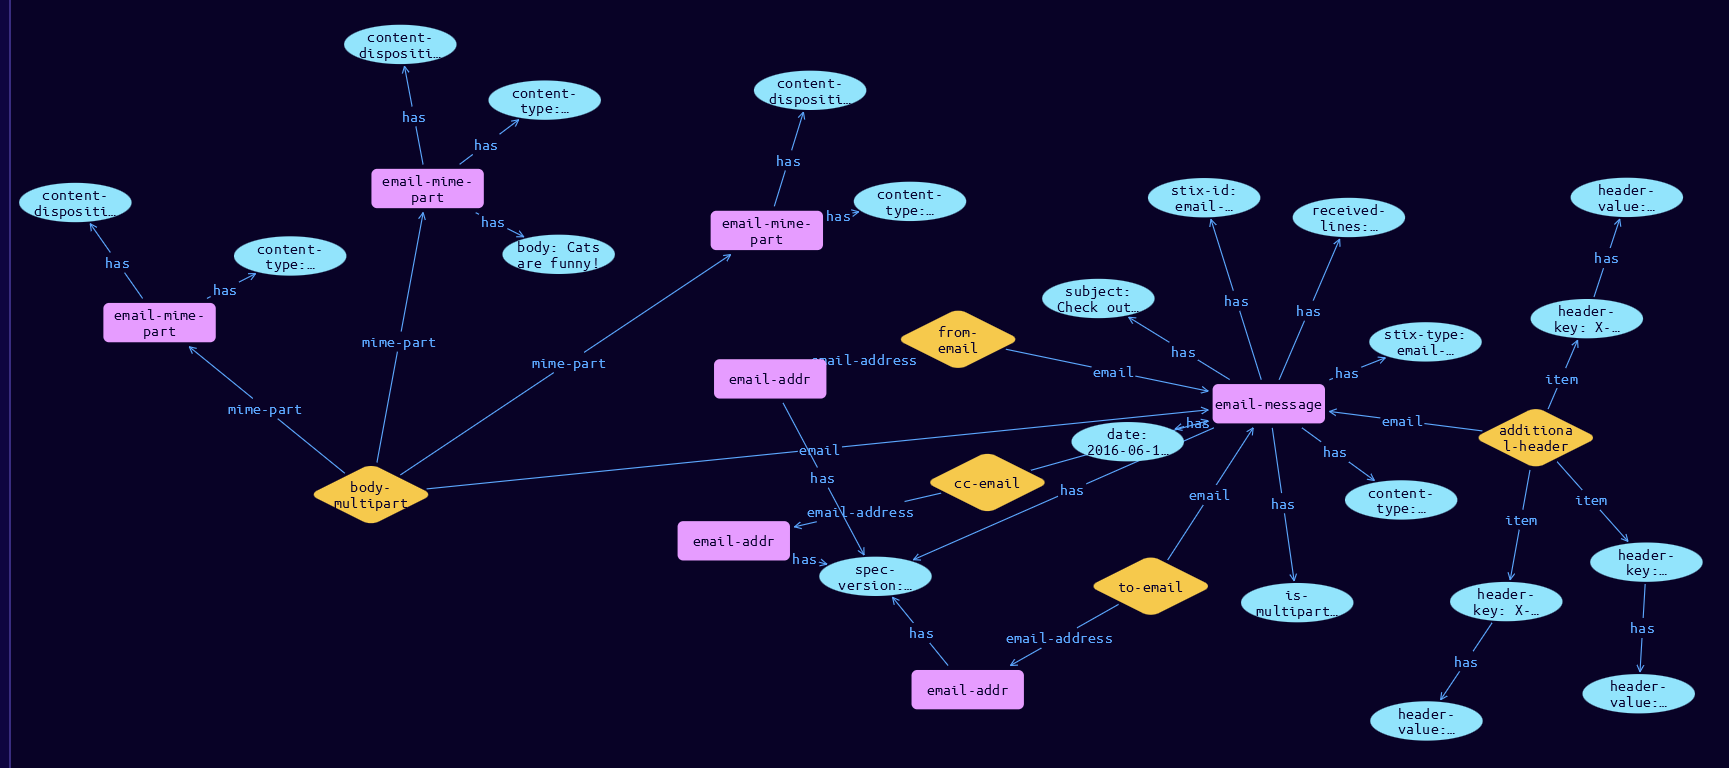 content-
dispositi…
has
content-
type:…
has
email-mime-
part
has
body: Cats
are funny!
content-
dispositi…
has
content-
type:…
has
email-mime-
part
content-
dispositi…
has
content-
type:…
has
email-mime-
part
mime-part
mime-part
mime-part
body-
multipart
email
from-
email
email-address
email
email-addr
has
cc-email
email-address
email-addr
has
spec-
version:…
has
has
email-addr
email-address
to-email
email
date:
2016-06-1…
has
subject:
Check out…
has
stix-id:
email-…
has
received-
lines:…
has
stix-type:
email-…
has
email-message
has
content-
type:…
has
is-
multipart…
email
additiona
l-header
item
header-
key: X-…
has
header-
value:…
item
header-
key: X-…
has
header-
value:…
item
header-
key:…
has
header-
value:…